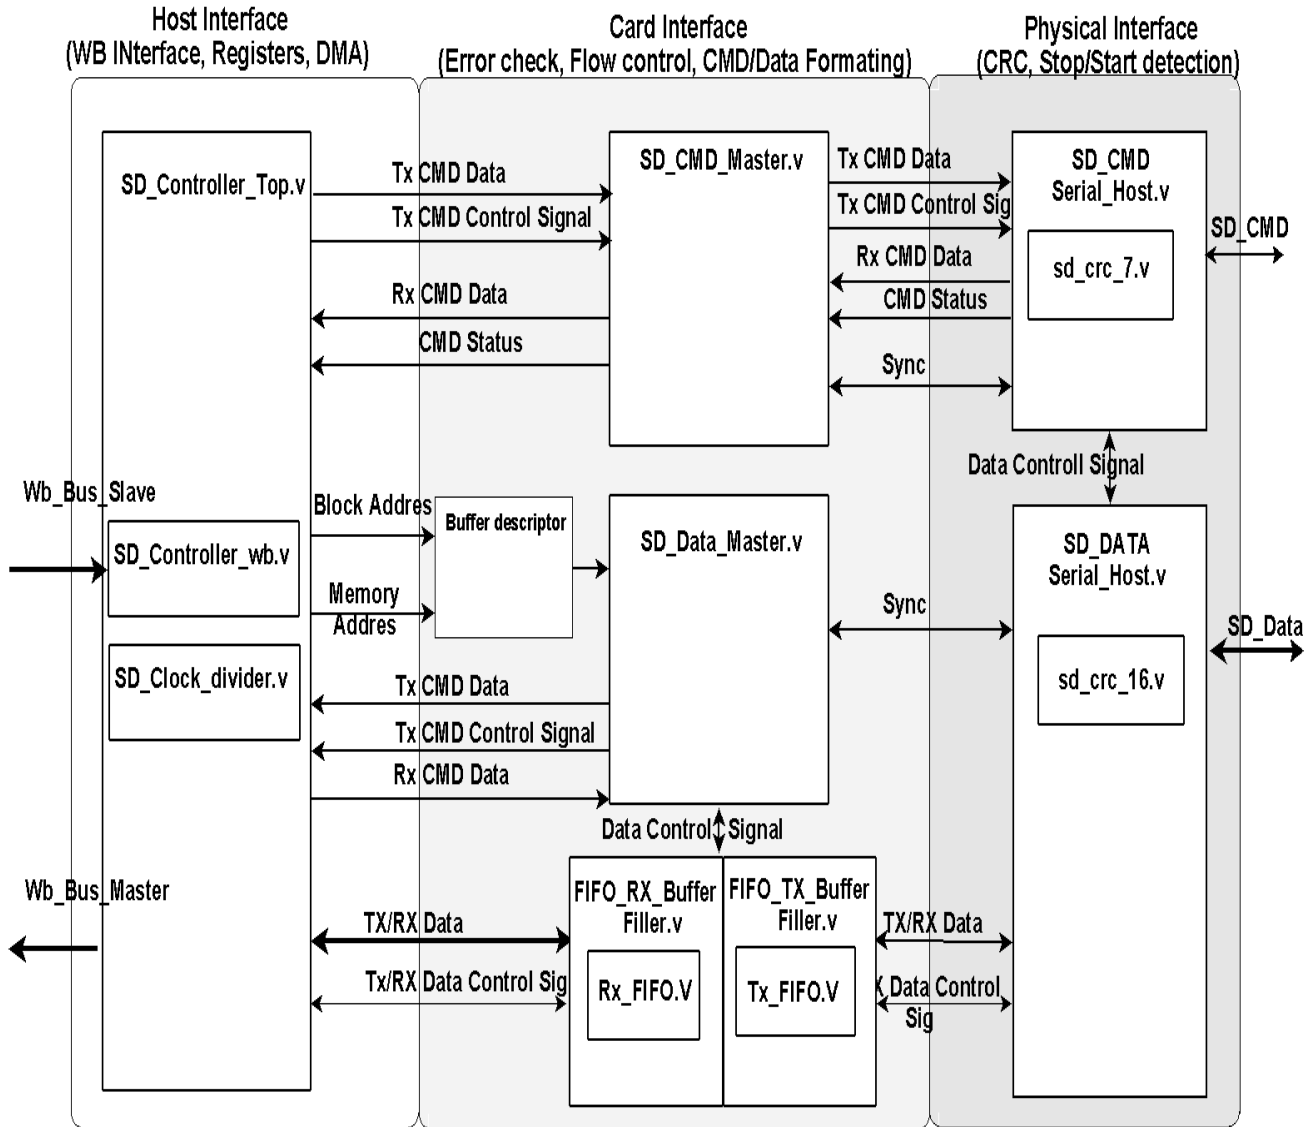 Host Interface
(WB INterface, Registers, DMA)
Card Interface
(Error check, Flow control, CMD/Data Formating)
Physical Interface
(CRC, Stop/Start detection)
SD_Controller_Top.v
Tx CMD Data
Tx CMD Control Signal
Rx CMD Data
CMD Status
SD_CMD_Master.v
Tx CMD Data
Tx CMD Control Sig
Rx CMD Data
CMD Status
Sync
SD_CMD
Serial_Host.v
sd_crc_7.v
SD_CMD
Data Controll Signal
Wb_Bus_Slave
SD_Controller_wb.v
SD_Clock_divider.v
Block Addres
Memory
Addres
Buffer descriptor
SD_Data_Master.v
Sync
SD_DATA
Serial_Host.v
sd_crc_16.v
SD_Data
Tx CMD Data
Tx CMD Control Signal
Rx CMD Data
Data Control Signal
Wb_Bus_Master
TX/RX Data
Tx/RX Data Control Sig
FIFO_RX_Buffer
Filler.v
Rx_FIFO.V
FIFO_TX_Buffer
Filler.v
Tx_FIFO.V
TX/RX Data
Data Control
Sig